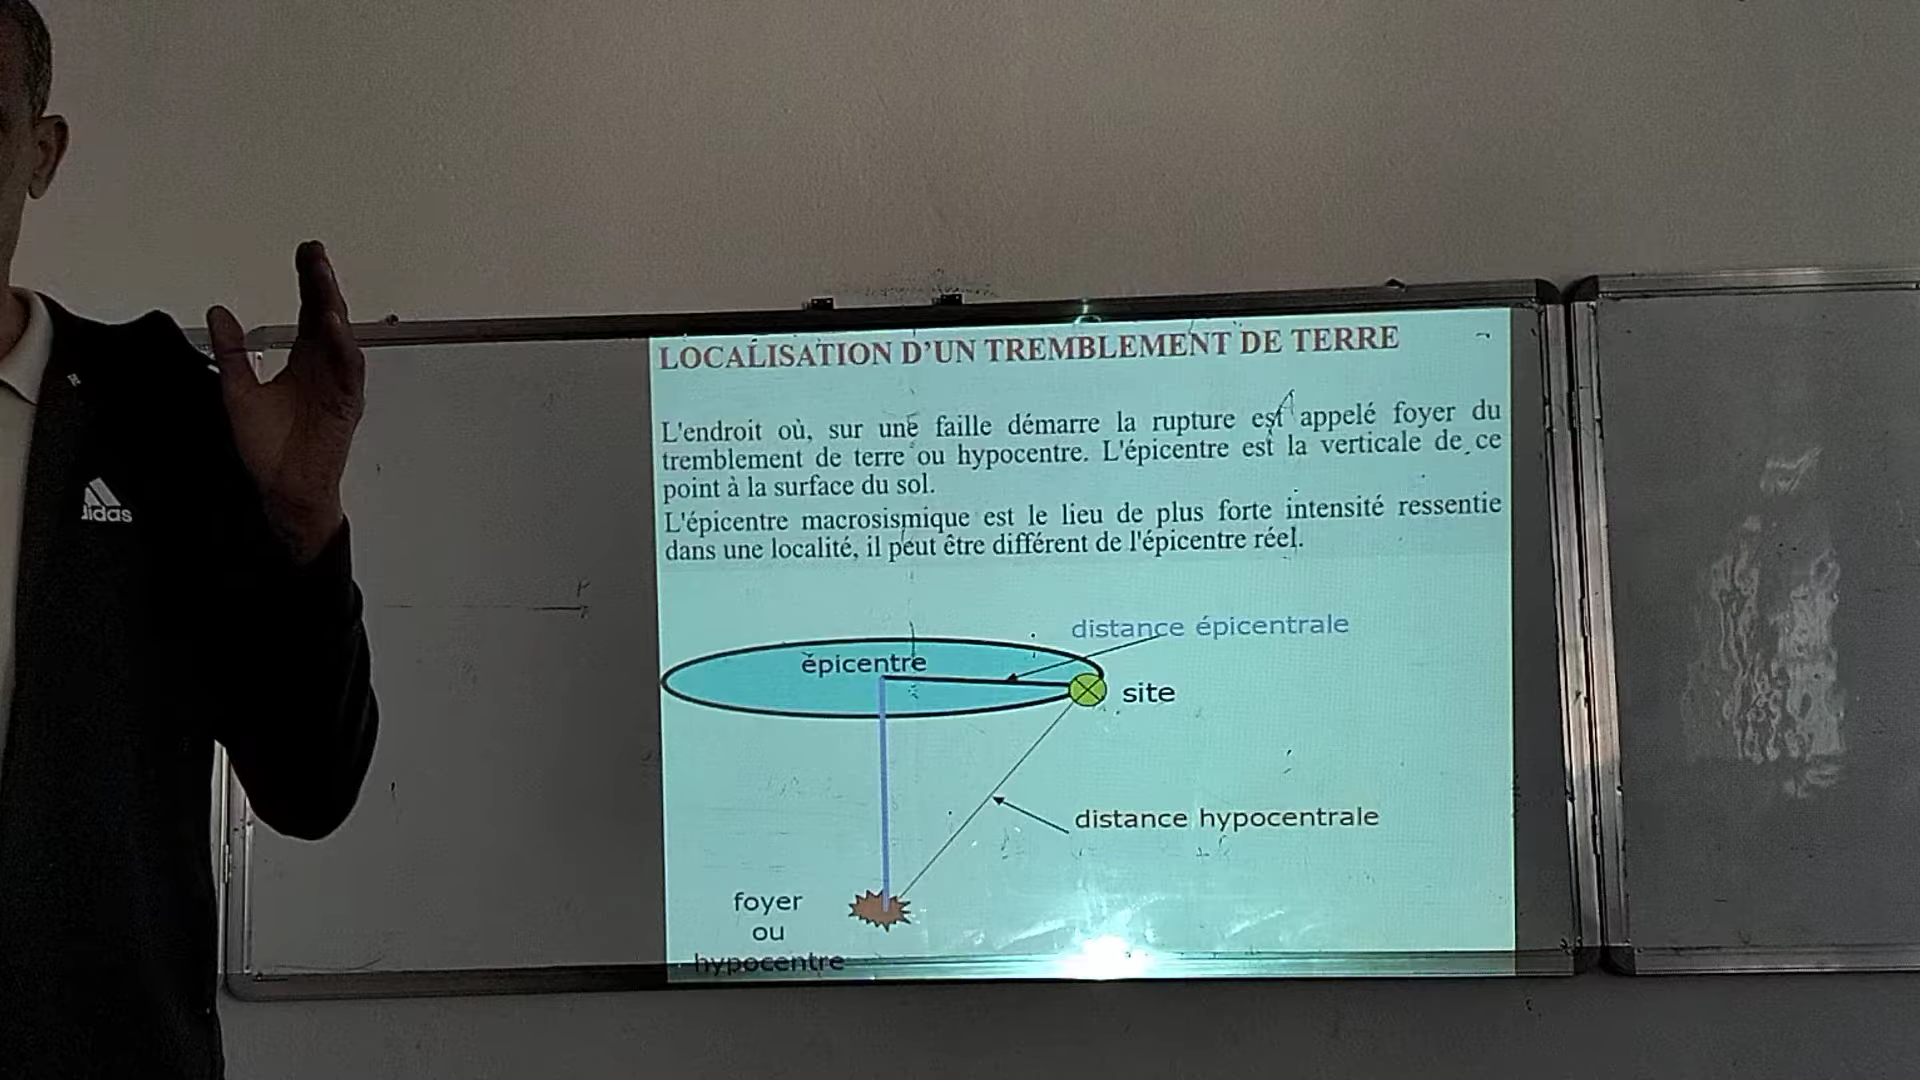 LOCALISATION D'UN TREMBLEMENT DE TERRE
L'endroit où, sur une faille démarre la rupture est appelé foyer du
tremblement de terre ou hypocentre. L'épicentre est la verticale de ce
point à la surface du sol.
L'épicentre macrosismique est le lieu de plus forte intensité ressentie
dans une localité, il peut être différent de l'épicentre réel.
distance épicentrale
épicentre
site
distance hypocentrale
foyer
ou
hypocentre
adidas